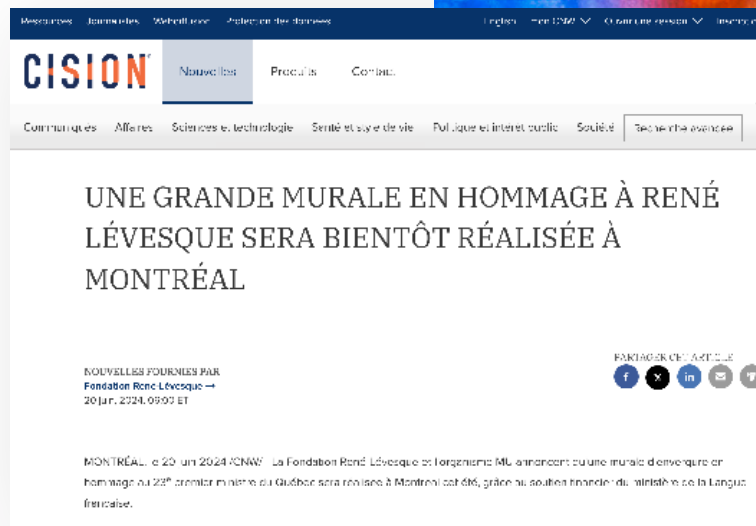 Ressources Journalistes Webdiffusion Protection des données English mon CNW Ouvrir une session
CISION Nouvelles Produits Contact
Communiqués Affaires Sciences et technologie Santé et style de vie Politique et intérêt public Société Recherche avancée
UNE GRANDE MURALE EN HOMMAGE À RENÉ
LÉVESQUE SERA BIENTÔT RÉALISÉE À
MONTRÉAL
PARTAGER CET ARTICLE
NOUVELLES FOURNIES PAR
Fondation René-Lévesque →
20 juin, 2024, 09:00 ET
MONTRÉAL, le 20 juin 2024 /CNW/ - La Fondation René-Lévesque et l'organisme MU annoncent qu'une murale d'envergure en
hommage au 23e premier ministre du Québec sera réalisée à Montréal cet été, grâce au soutien financier du ministère de la Langue
française.